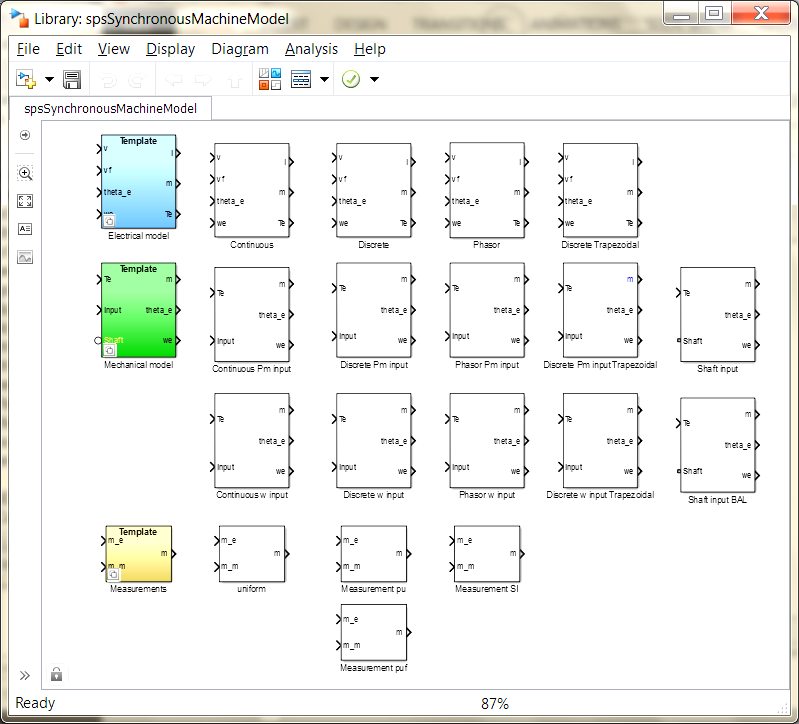 Library: spsSynchronousMachineModel
File Edit View Display Diagram Analysis Help
spsSynchronousMachineModel
Template
v
vf
theta_e
we
I
m
Te
Electrical model
v
vf
theta_e
we
I
m
Te
Continuous
v
vf
theta_e
we
I
m
Te
Discrete
v
vf
theta_e
we
I
m
Te
Phasor
v
vf
theta_e
we
I
m
Te
Discrete Trapezoidal
Template
Te
Input
Shaft
m
theta_e
we
Mechanical model
Te
Input
m
theta_e
we
Continuous Pm input
Te
Input
m
theta_e
we
Discrete Pm input
Te
Input
m
theta_e
we
Phasor Pm input
Te
Input
m
theta_e
we
Discrete Pm input Trapezoidal
Te
Shaft
m
theta_e
we
Shaft input
Te
Input
m
theta_e
we
Continuous w input
Te
Input
m
theta_e
we
Discrete w input
Te
Input
m
theta_e
we
Phasor w input
Te
Input
m
theta_e
we
Discrete w input Trapezoidal
Te
Shaft
m
theta_e
we
Shaft input BAL
Template
m_e
m_m
m
Measurements
m_e
m_m
m
uniform
m_e
m_m
m
Measurement pu
m_e
m_m
m
Measurement SI
m_e
m_m
m
Measurement puf
Ready
87%